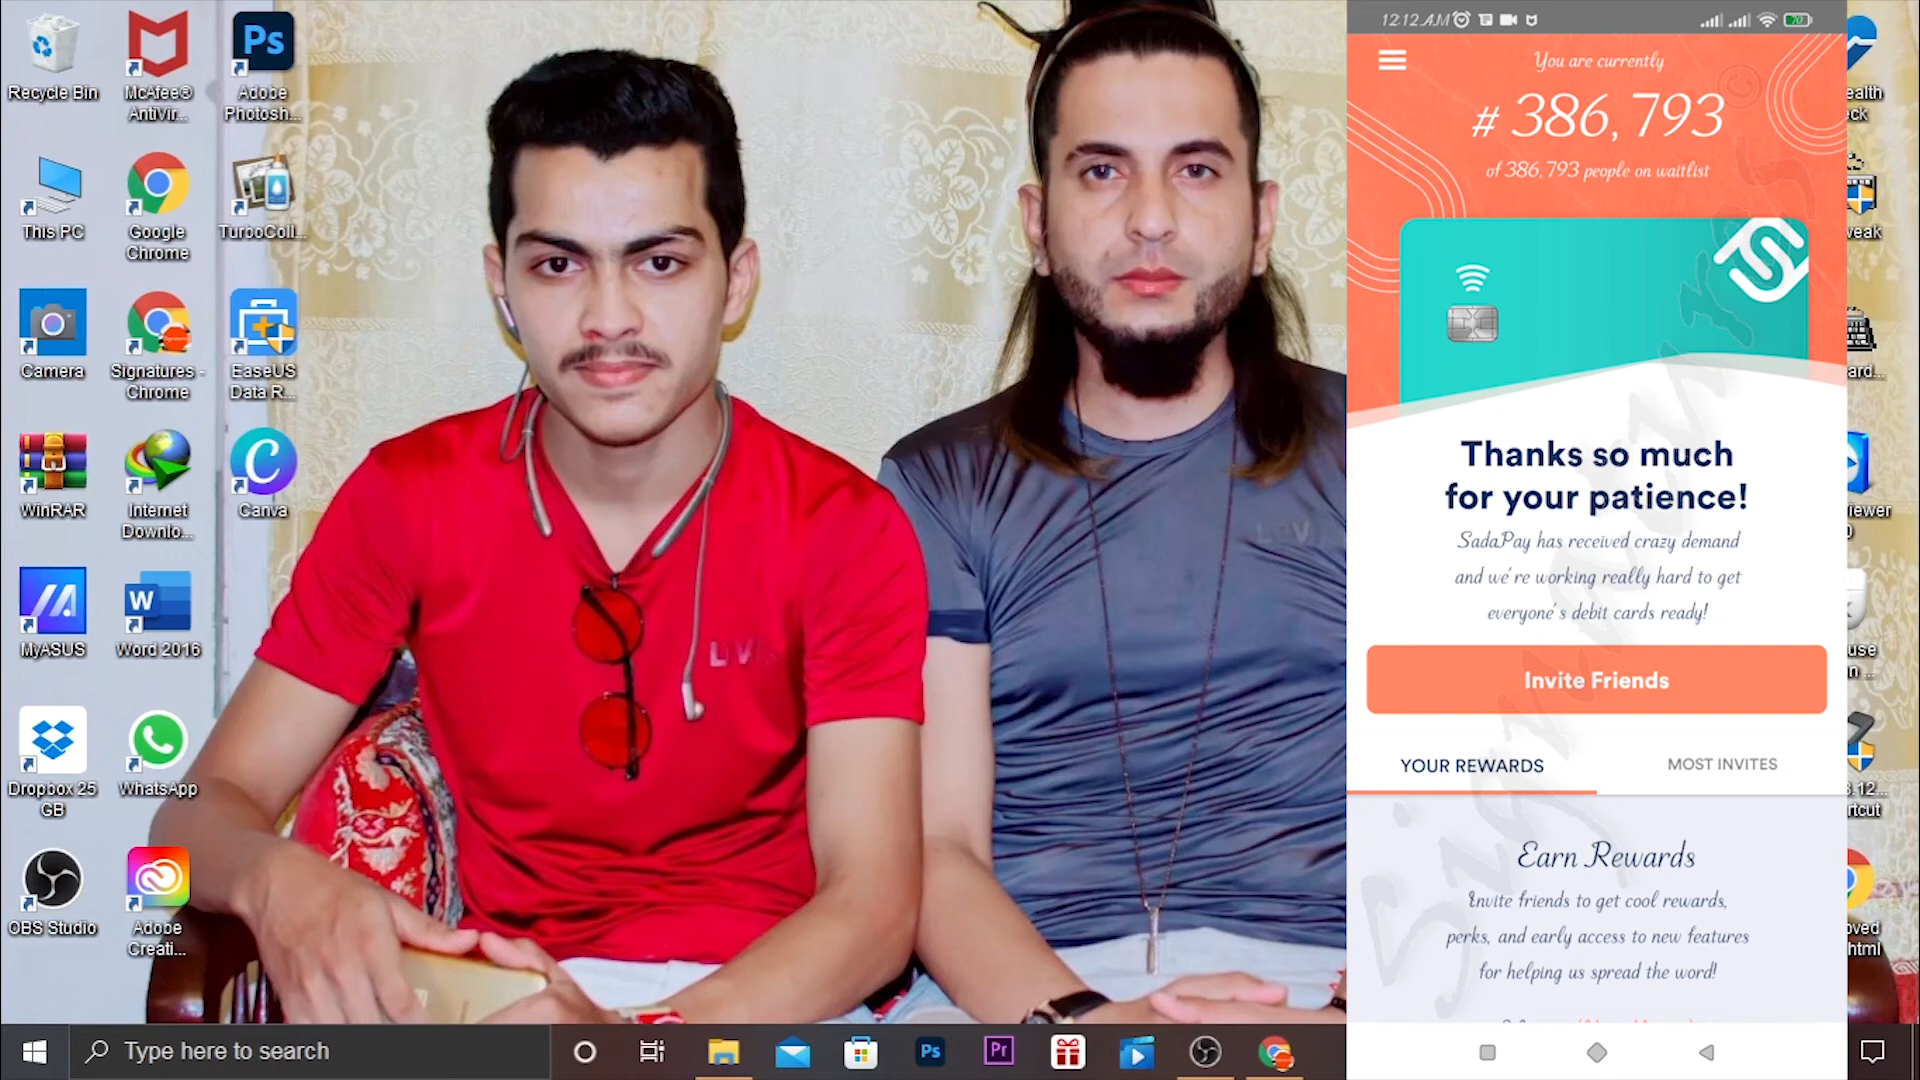 Recycle Bin
McAfee®
AntiVir...
Adobe
Photosh...
This PC
Google
Chrome
TurboColl...
Camera
Signatures -
Chrome
EaseUS
Data R...
WinRAR
Internet
Downlo...
Canva
MyASUS
Word 2016
Dropbox 25
GB
WhatsApp
OBS Studio
Adobe
Creati...
Type here to search
12:12 AM
70
You are currently
# 386,793
of 386,793 people on waitlist
Thanks so much
for your patience!
SadaPay has received crazy demand
and we're working really hard to get
everyone's debit cards ready!
Invite Friends
YOUR REWARDS
MOST INVITES
Earn Rewards
Invite friends to get cool rewards,
perks, and early access to new features
for helping us spread the word!
Ps
W
Ps
Pr